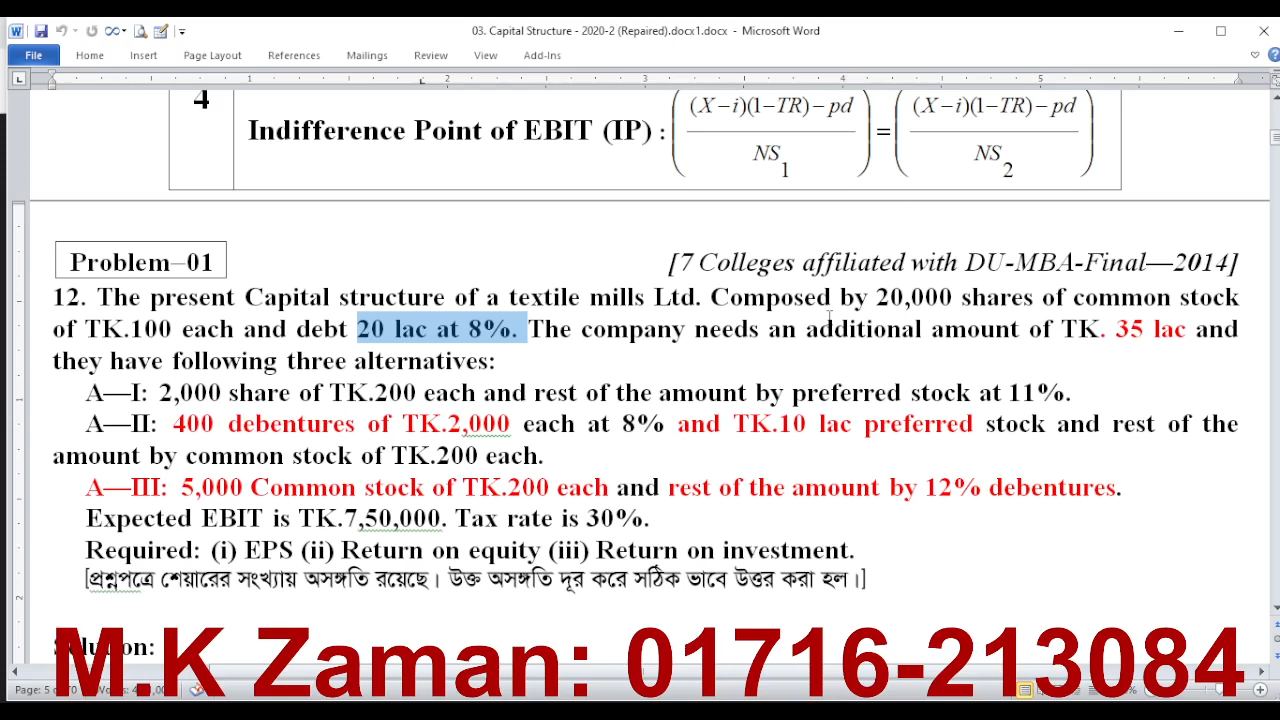 03. Capital Structure - 2020-2 (Repaired).docx1.docx - Microsoft Word
File Home Insert Page Layout References Mailings Review View Add-Ins
1 2 3 4 5
4
Indifference Point of EBIT (IP) : ((X-i)(1-TR)-pd / NS1) = ((X-i)(1-TR)-pd / NS2)
Problem–01 [7 Colleges affiliated with DU-MBA-Final—2014]
12. The present Capital structure of a textile mills Ltd. Composed by 20,000 shares of common stock
of TK.100 each and debt 20 lac at 8%. The company needs an additional amount of TK. 35 lac and
they have following three alternatives:
A—I: 2,000 share of TK.200 each and rest of the amount by preferred stock at 11%.
A—II: 400 debentures of TK.2,000 each at 8% and TK.10 lac preferred stock and rest of the
amount by common stock of TK.200 each.
A—III: 5,000 Common stock of TK.200 each and rest of the amount by 12% debentures.
Expected EBIT is TK.7,50,000. Tax rate is 30%.
Required: (i) EPS (ii) Return on equity (iii) Return on investment.
[প্রশ্নপত্রে শেয়ারের সংখ্যায় অসঙ্গতি রয়েছে। উক্ত অসঙ্গতি দূর করে সঠিক ভাবে উত্তর করা হল।]
Solution:
M.K Zaman: 01716-213084